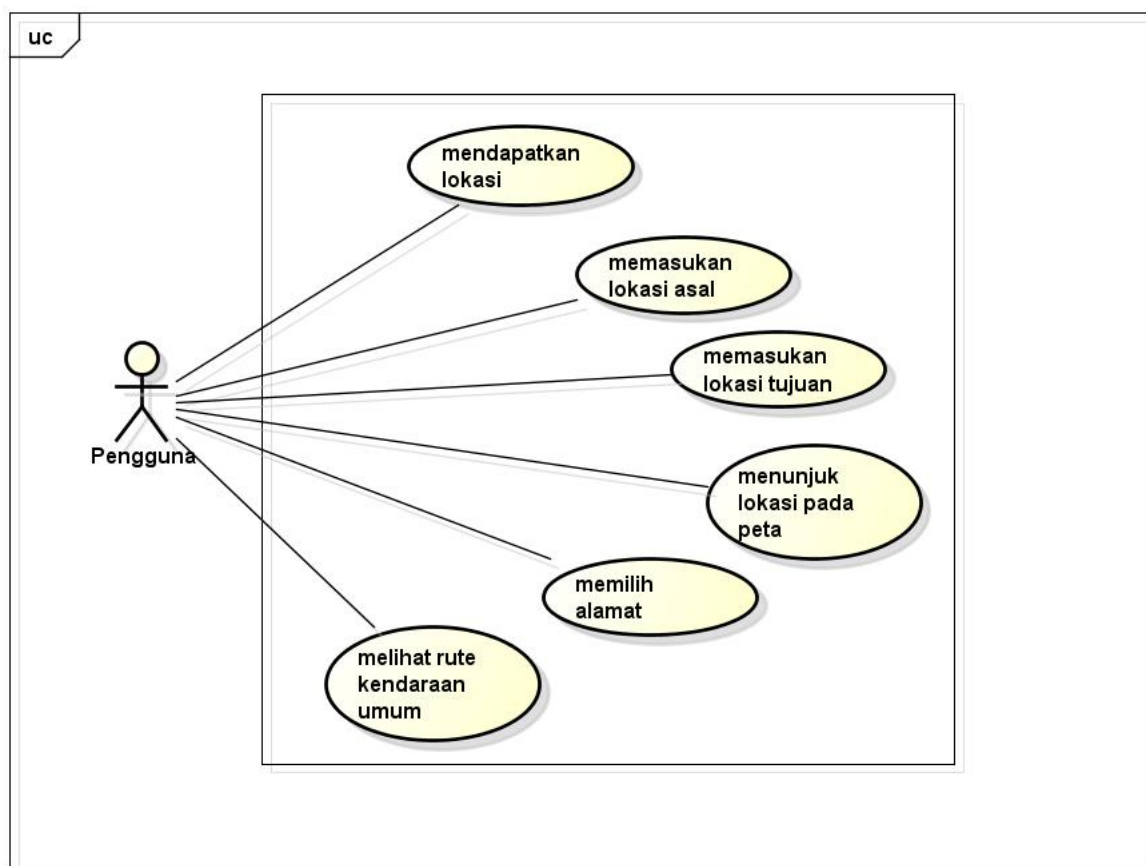 uc
mendapatkan
lokasi
memasukan
lokasi asal
memasukan
lokasi tujuan
Pengguna
menunjuk
lokasi pada
peta
memilih
alamat
melihat rute
kendaraan
umum